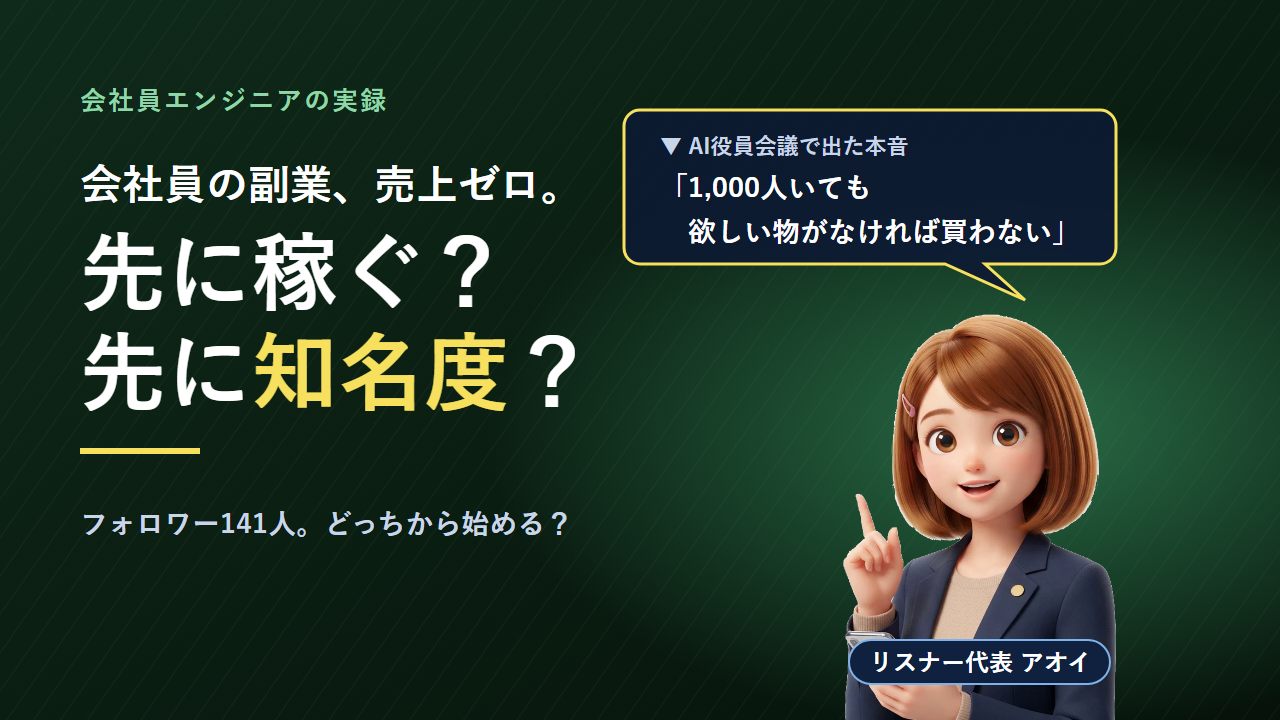 会社員エンジニアの実録
会社員の副業、売上ゼロ。
先に稼ぐ？
先に知名度？
フォロワー141人。どっちから始める？
▼ AI役員会議で出た本音
「1,000人いても
欲しい物がなければ買わない」
リスナー代表 アオイ